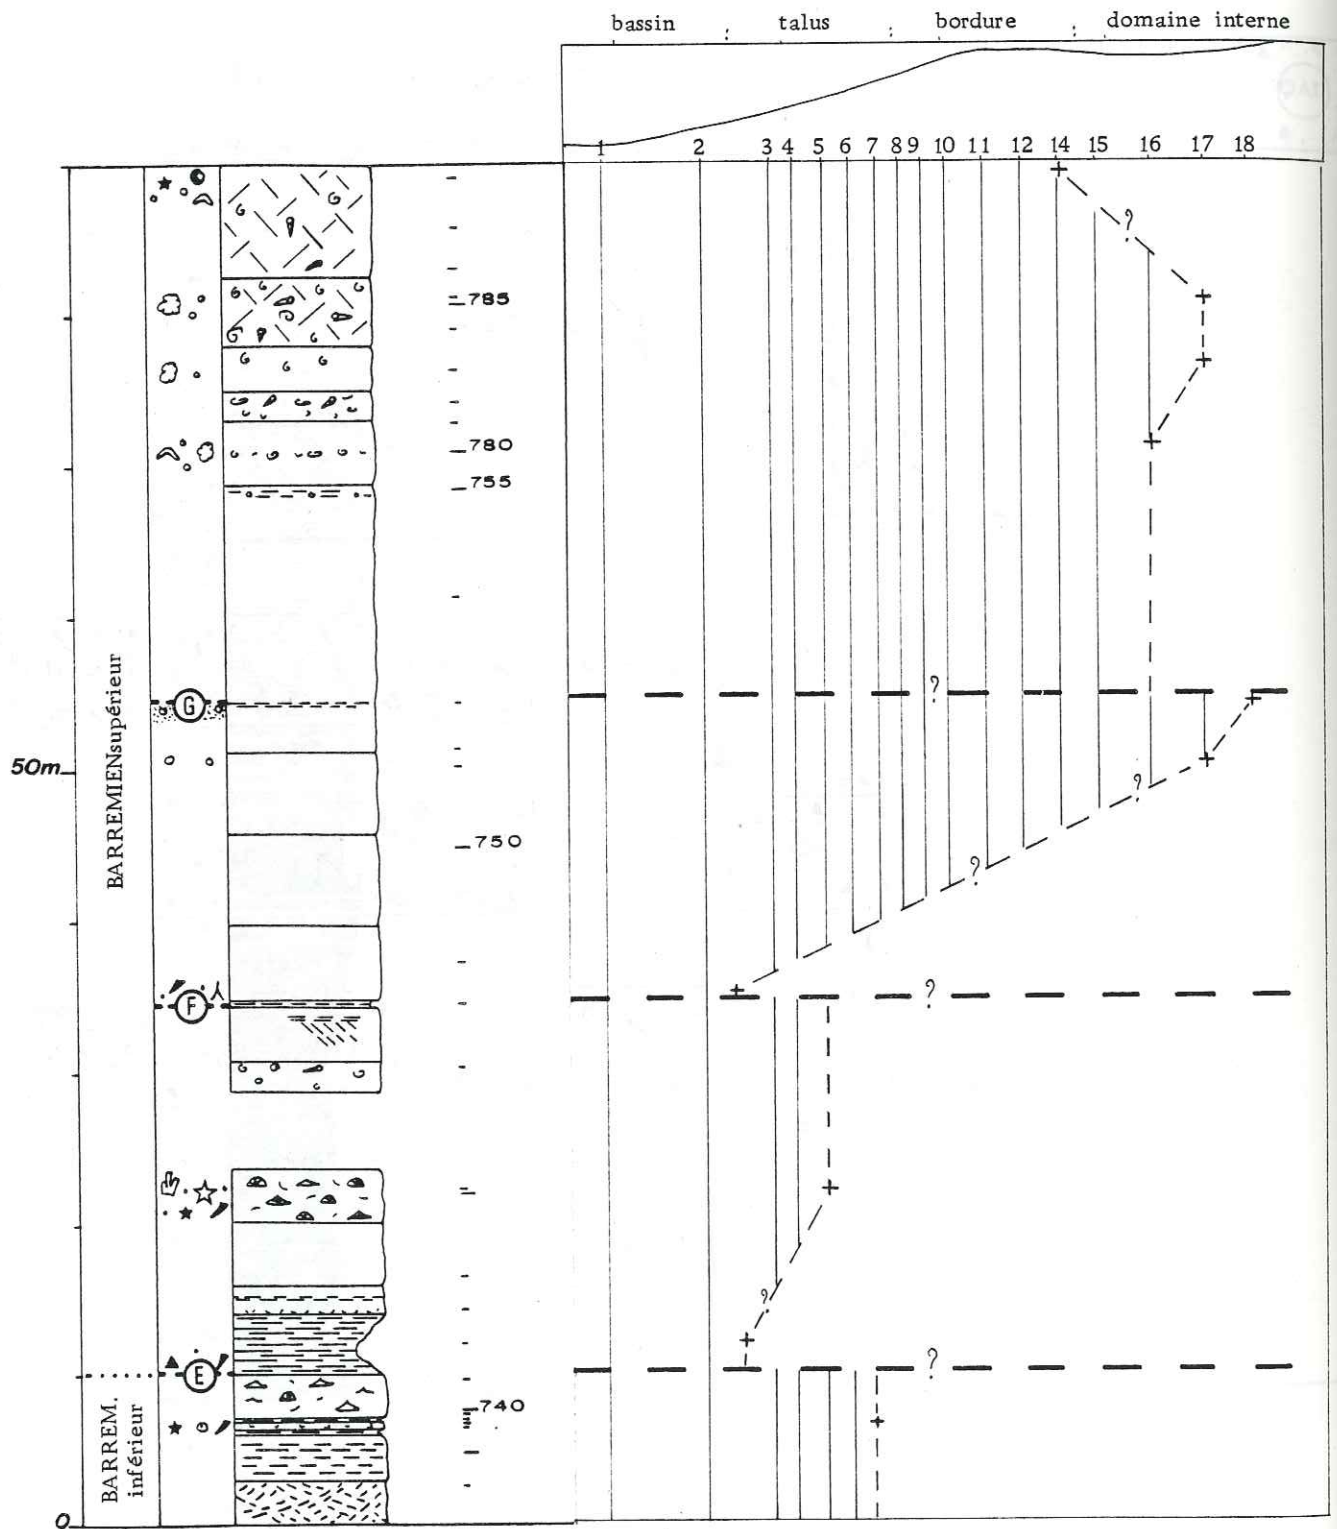 bassin : talus : bordure : domaine interne
1 2 3 4 5 6 7 8 9 10 11 12 14 15 16 17 18
?
785
780
755
BARREMIEN supérieur
G
?
50m
?
750
?
F
?
?
E
?
740
BARREM.
inférieur
0